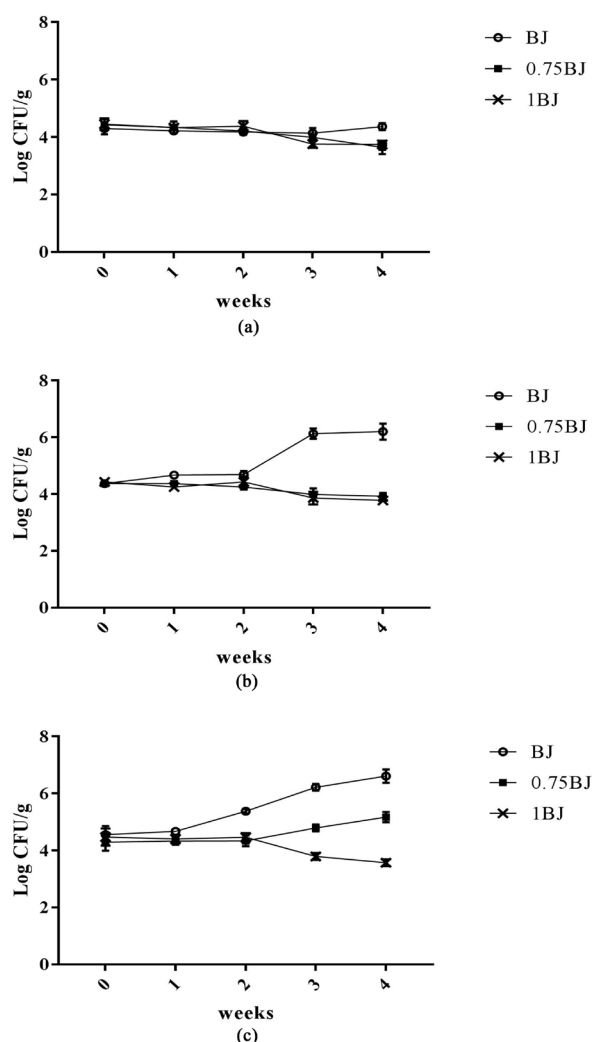 8
6
4
2
0
Log CFU/g
0 1 2 3 4
weeks
(a)
BJ
0.75BJ
1BJ
8
6
4
2
0
Log CFU/g
0 1 2 3 4
weeks
(b)
BJ
0.75BJ
1BJ
8
6
4
2
0
Log CFU/g
0 1 2 3 4
weeks
(c)
BJ
0.75BJ
1BJ